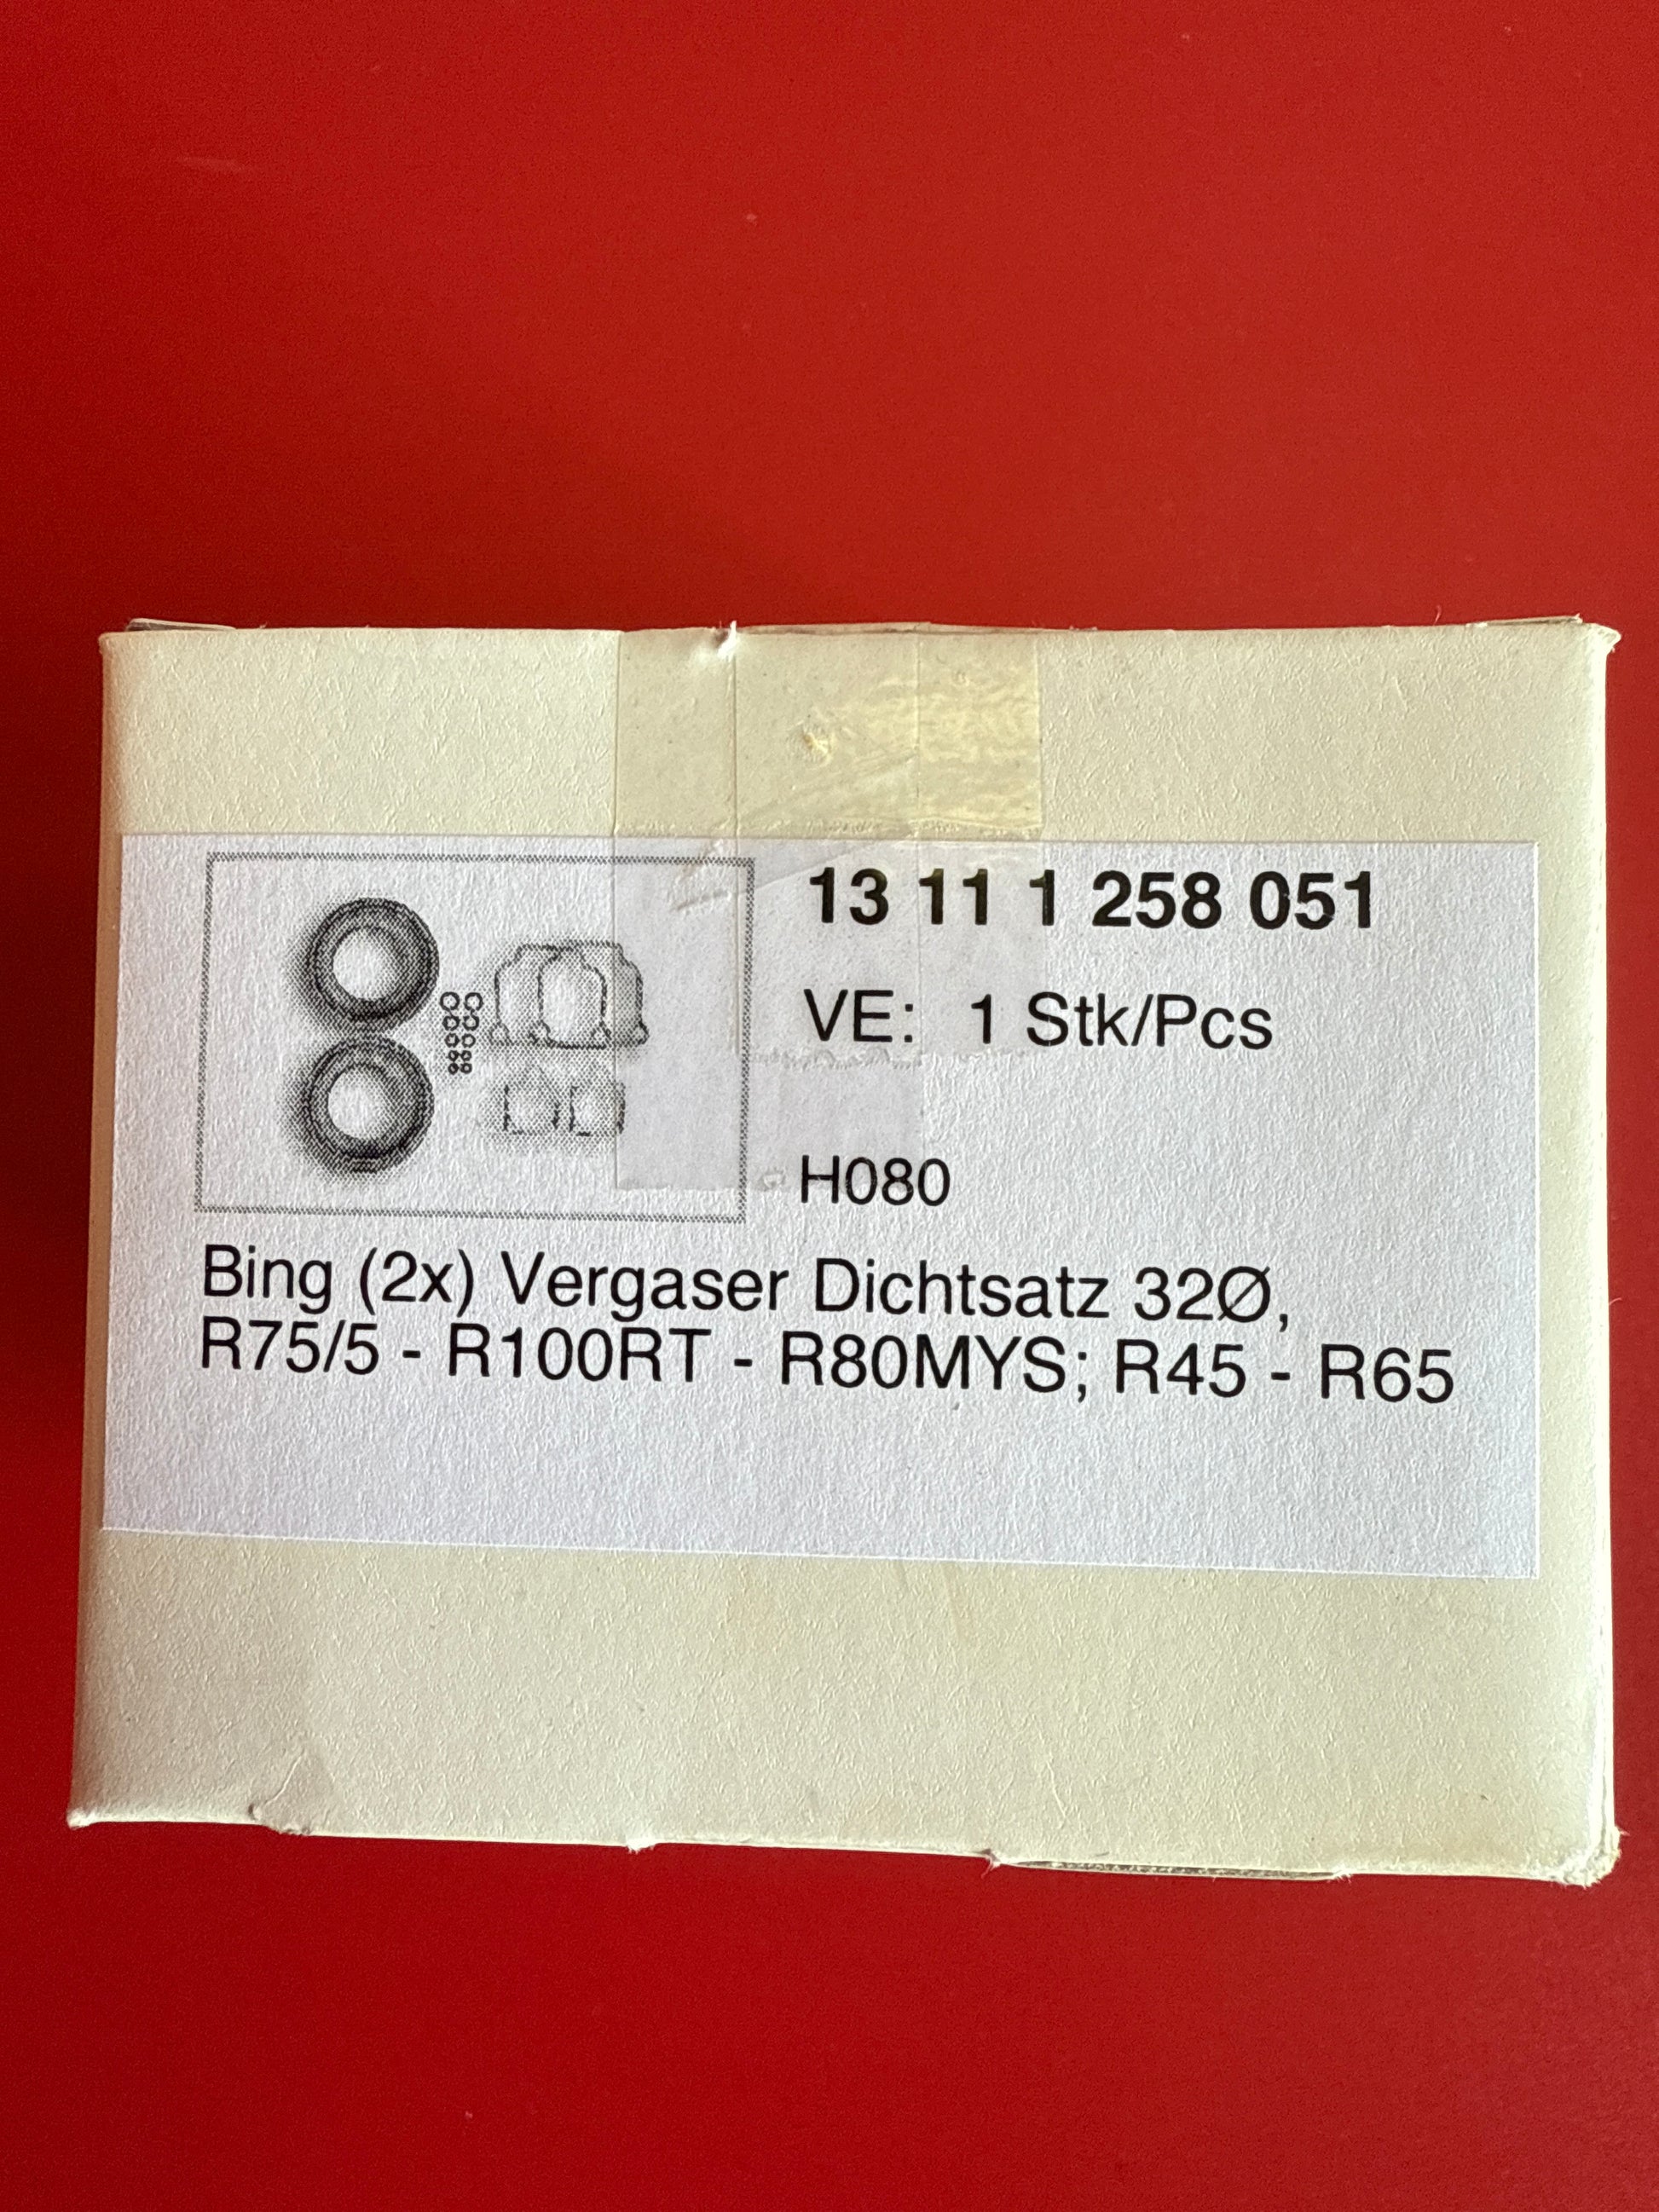 13 11 1 258 051
VE: 1 Stk/Pcs
H080
Bing (2x) Vergaser Dichtsatz 32Ø,
R75/5 - R100RT - R80MYS; R45 - R65